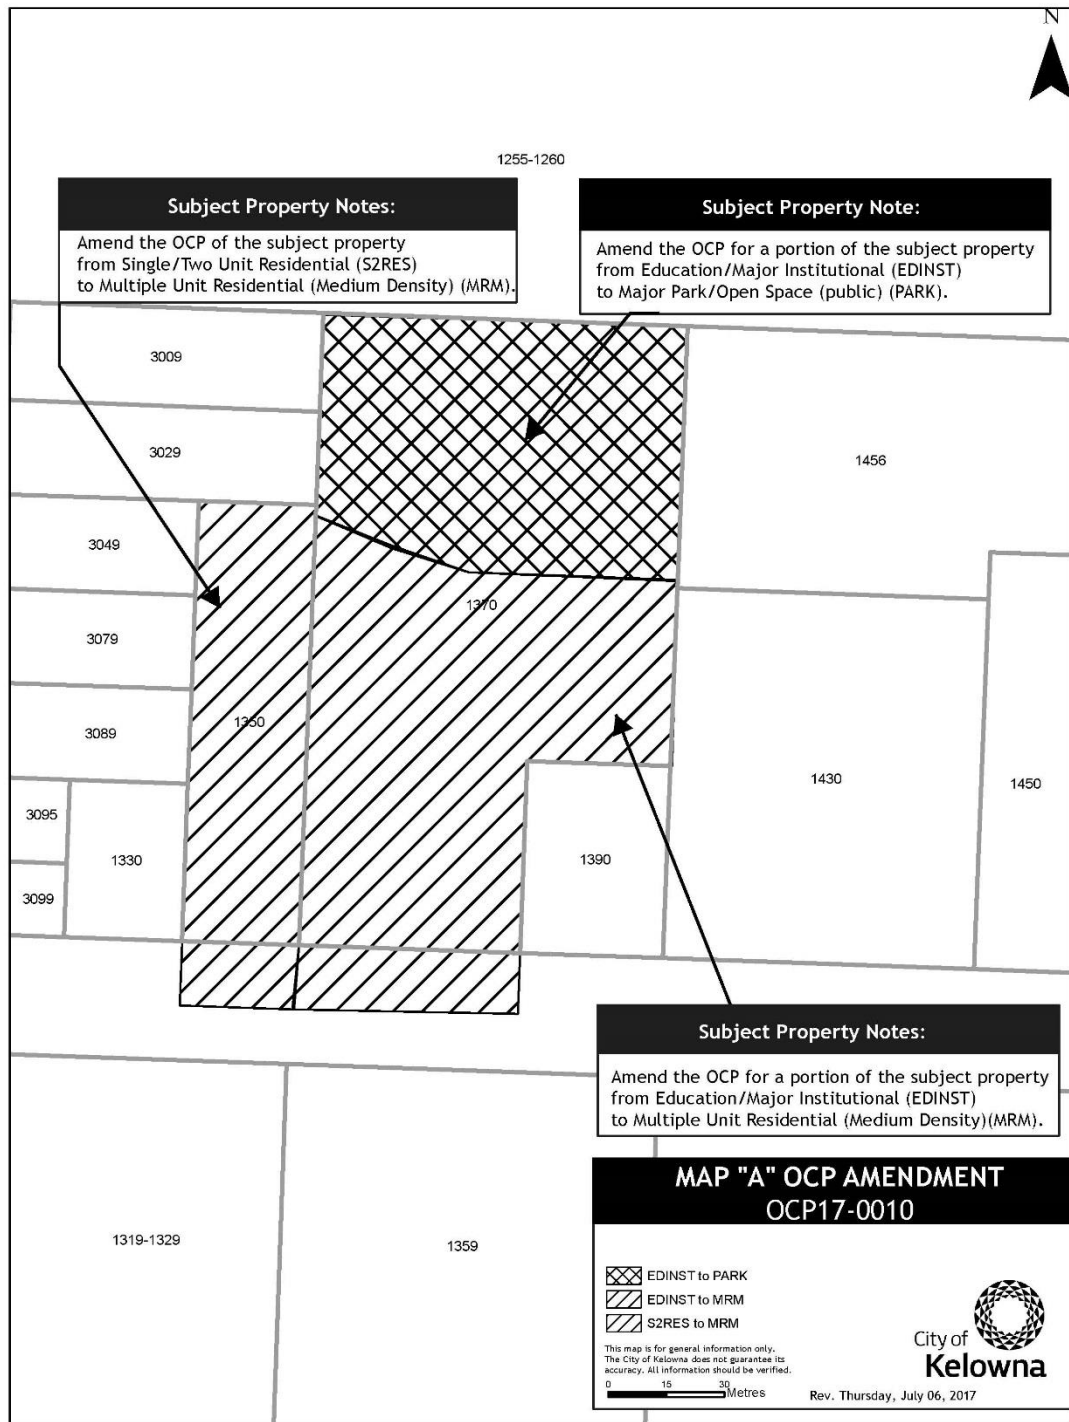 N
1255-1260
Subject Property Notes:
Amend the OCP of the subject property
from Single/Two Unit Residential (S2RES)
to Multiple Unit Residential (Medium Density) (MRM).
Subject Property Note:
Amend the OCP for a portion of the subject property
from Education/Major Institutional (EDINST)
to Major Park/Open Space (public) (PARK).
3009
3029
1456
3049
1370
3079
1350
3089
1430
1450
3095
1330
1390
3099
Subject Property Notes:
Amend the OCP for a portion of the subject property
from Education/Major Institutional (EDINST)
to Multiple Unit Residential (Medium Density)(MRM).
1319-1329
1359
MAP "A" OCP AMENDMENT
OCP17-0010
EDINST to PARK
EDINST to MRM
S2RES to MRM
This map is for general information only.
The City of Kelowna does not guarantee its
accuracy. All information should be verified.
0 15 30
Metres
City of
Kelowna
Rev. Thursday, July 06, 2017